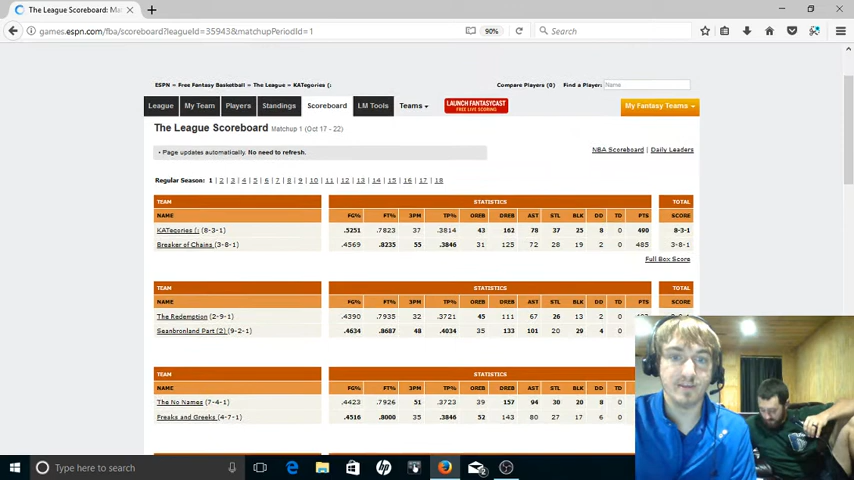 The League Scoreboard: Mat
games.espn.com/fba/scoreboard?leagueId=35943&matchupPeriodId=1
90%
Search
ESPN
Free Fantasy Basketball
The League
KATegories (:
Compare Players (0)
Find a Player:
Name
League
My Team
Players
Standings
Scoreboard
LM Tools
Teams
LAUNCH FANTASYCAST
FREE LIVE SCORING
My Fantasy Teams
The League Scoreboard Matchup 1 (Oct 17 - 22)
• Page updates automatically. No need to refresh.
NBA Scoreboard | Daily Leaders
Regular Season: 1 | 2 | 3 | 4 | 5 | 6 | 7 | 8 | 9 | 10 | 11 | 12 | 13 | 14 | 15 | 16 | 17 | 18
TEAM STATISTICS TOTAL
NAME FG% FT% 3PM TP% OREB DREB AST STL BLK DD TD PTS SCORE
KATegories (: (8-3-1) .5251 .7823 37 .3814 43 162 78 37 25 8 0 490 8-3-1
Breaker of Chains (3-8-1) .4569 .8235 55 .3846 31 125 72 28 19 2 0 485 3-8-1
Full Box Score
TEAM STATISTICS TOTAL
NAME FG% FT% 3PM TP% OREB DREB AST STL BLK DD TD PTS SCORE
The Redemption (2-9-1) .4390 .7935 32 .3721 45 111 67 26 13 2 0
Seanbronland Part (2) (9-2-1) .4634 .8687 48 .4034 35 133 101 20 29 4 0
TEAM STATISTICS
NAME FG% FT% 3PM TP% OREB DREB AST STL BLK DD TD
The No Names (7-4-1) .4423 .7926 51 .3723 39 157 94 30 20 8 0
Freaks and Greeks (4-7-1) .4516 .8000 35 .3846 52 143 80 27 17 6 0
Type here to search